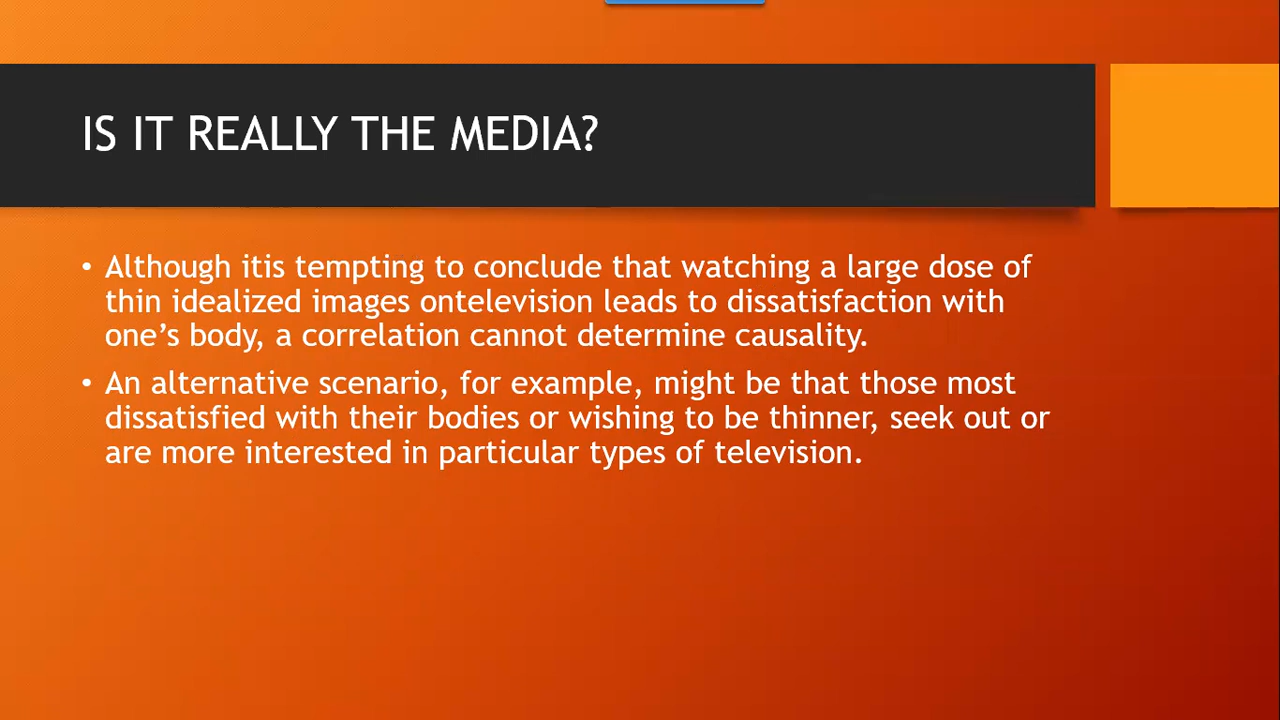 IS IT REALLY THE MEDIA?
• Although itis tempting to conclude that watching a large dose of
thin idealized images ontelevision leads to dissatisfaction with
one’s body, a correlation cannot determine causality.
• An alternative scenario, for example, might be that those most
dissatisfied with their bodies or wishing to be thinner, seek out or
are more interested in particular types of television.